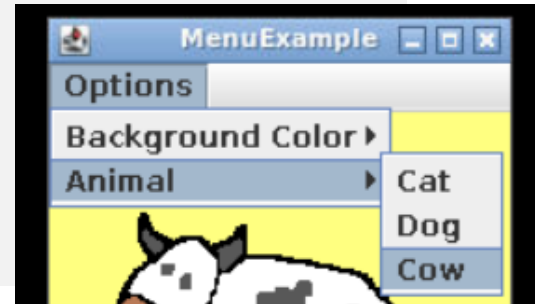 MenuExample
Options
Background Color
Animal
Cat
Dog
Cow